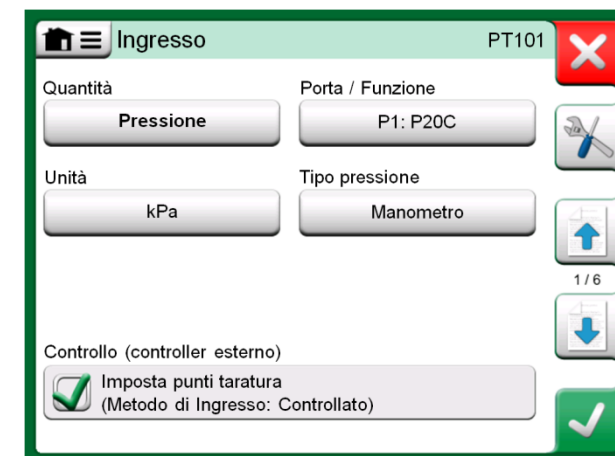 Ingresso PT101
Quantità Porta / Funzione
Pressione P1: P20C
Unità Tipo pressione
kPa Manometro
1 / 6
Controllo (controller esterno)
Imposta punti taratura
(Metodo di Ingresso: Controllato)